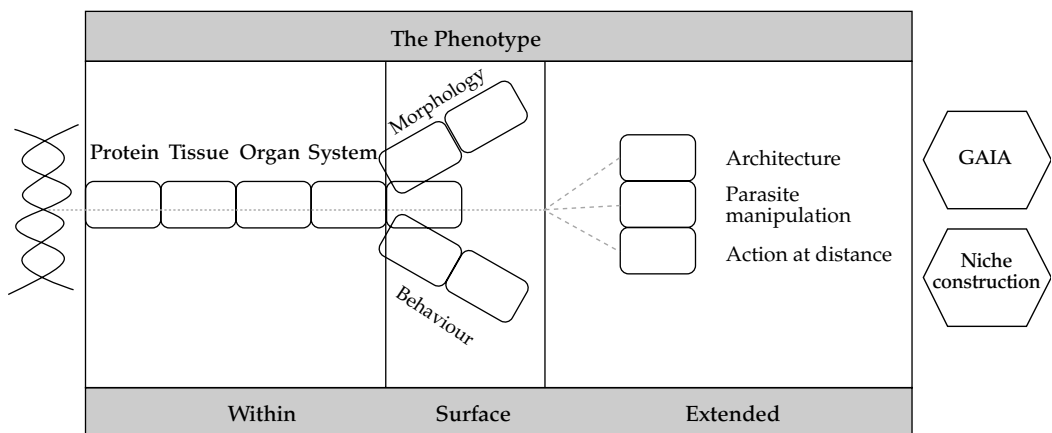 The Phenotype
Protein Tissue Organ System
Morphology
Behaviour
Architecture
Parasite
manipulation
Action at distance
GAIA
Niche
construction
Within
Surface
Extended